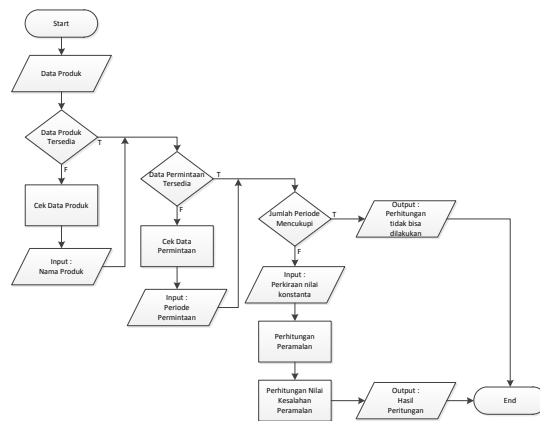 Start
Data Produk
Data Produk
Tersedia
T
F
Cek Data Produk
Input :
Nama Produk
Data Permintaan
Tersedia
T
F
Cek Data
Permintaan
Input :
Periode
Permintaan
Jumlah Periode
Mencukupi
T
F
Output :
Perhitungan
tidak bisa
dilakukan
Input :
Perkiraan nilai
konstanta
Perhitungan
Peramalan
Perhitungan Nilai
Kesalahan
Peramalan
Output :
Hasil
Peritungan
End